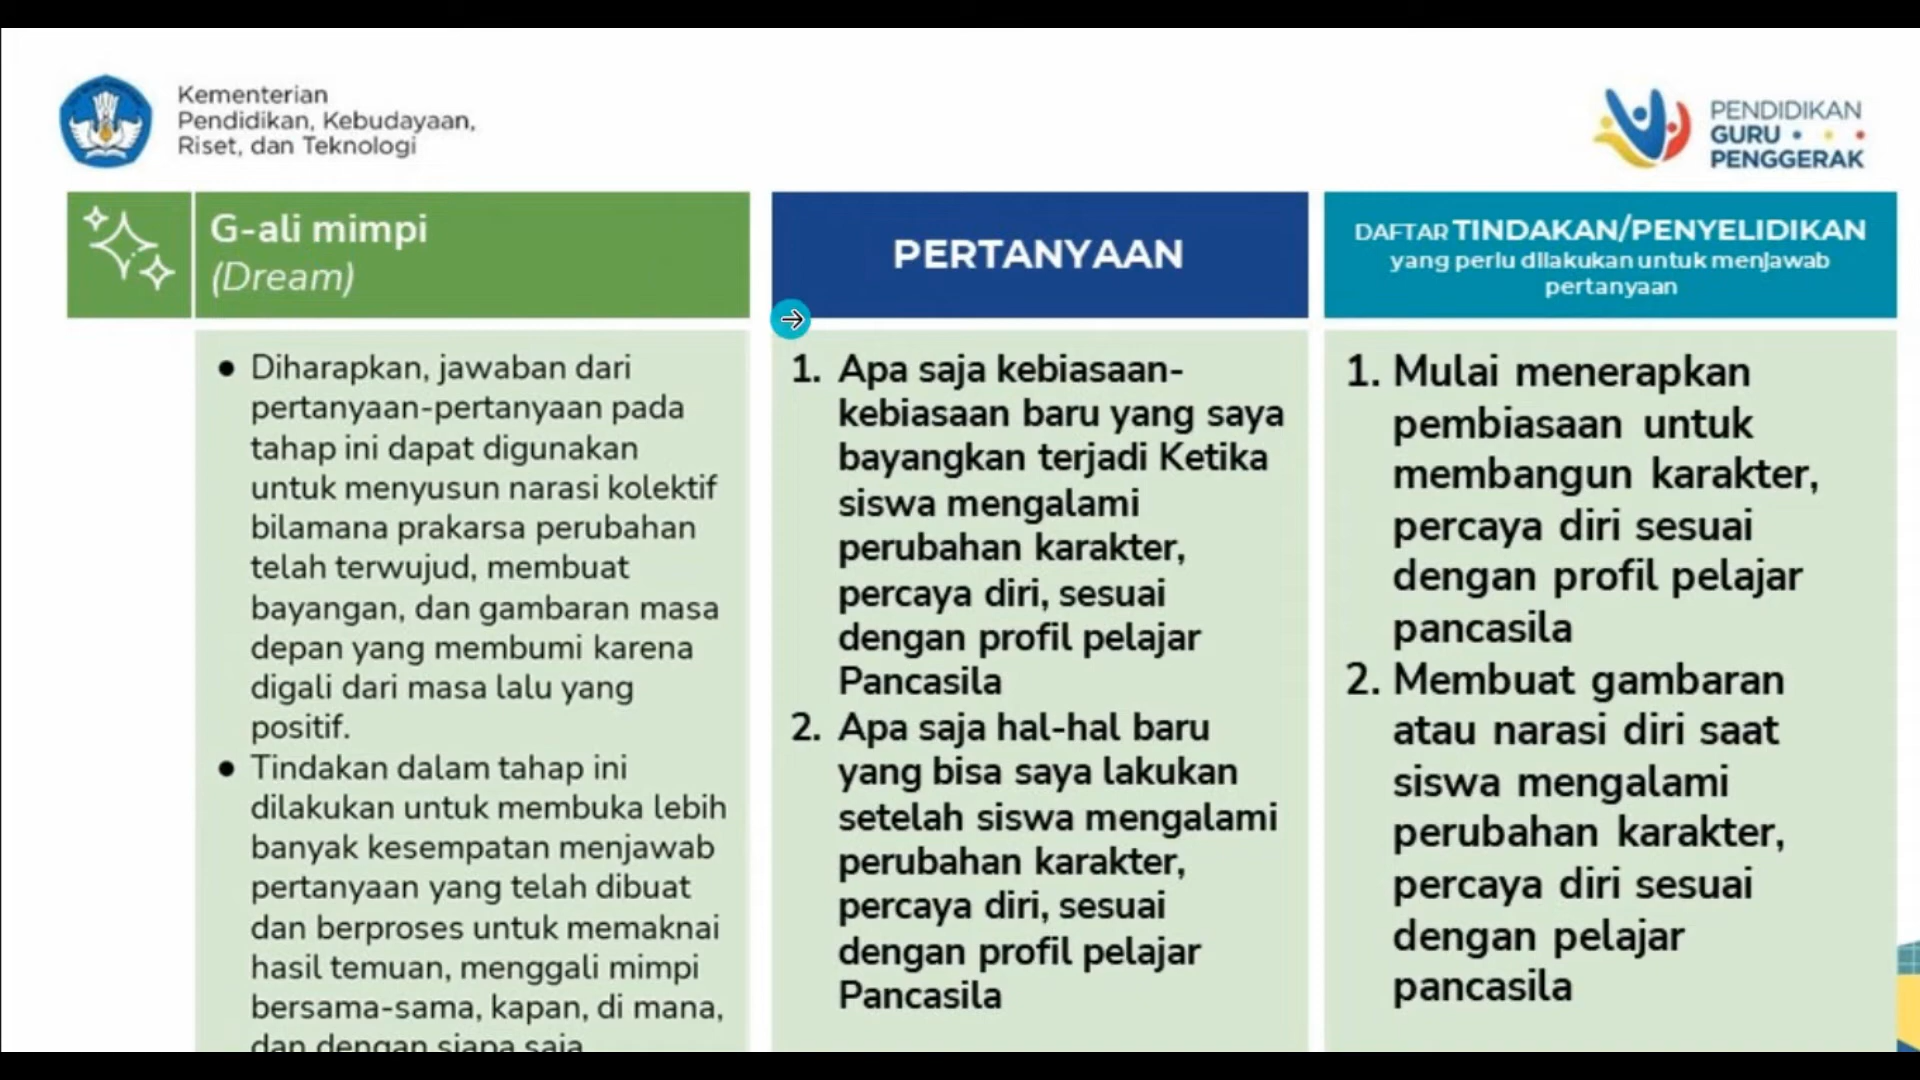 Kementerian
Pendidikan, Kebudayaan,
Riset, dan Teknologi
PENDIDIKAN
GURU
PENGGERAK
G-ali mimpi
(Dream)
PERTANYAAN
DAFTAR TINDAKAN/PENYELIDIKAN
yang perlu dilakukan untuk menjawab
pertanyaan
● Diharapkan, jawaban dari
pertanyaan-pertanyaan pada
tahap ini dapat digunakan
untuk menyusun narasi kolektif
bilamana prakarsa perubahan
telah terwujud, membuat
bayangan, dan gambaran masa
depan yang membumi karena
digali dari masa lalu yang
positif.
● Tindakan dalam tahap ini
dilakukan untuk membuka lebih
banyak kesempatan menjawab
pertanyaan yang telah dibuat
dan berproses untuk memaknai
hasil temuan, menggali mimpi
bersama-sama, kapan, di mana,
dan dengan siapa saja
1. Apa saja kebiasaan-
kebiasaan baru yang saya
bayangkan terjadi Ketika
siswa mengalami
perubahan karakter,
percaya diri, sesuai
dengan profil pelajar
Pancasila
2. Apa saja hal-hal baru
yang bisa saya lakukan
setelah siswa mengalami
perubahan karakter,
percaya diri, sesuai
dengan profil pelajar
Pancasila
1. Mulai menerapkan
pembiasaan untuk
membangun karakter,
percaya diri sesuai
dengan profil pelajar
pancasila
2. Membuat gambaran
atau narasi diri saat
siswa mengalami
perubahan karakter,
percaya diri sesuai
dengan pelajar
pancasila